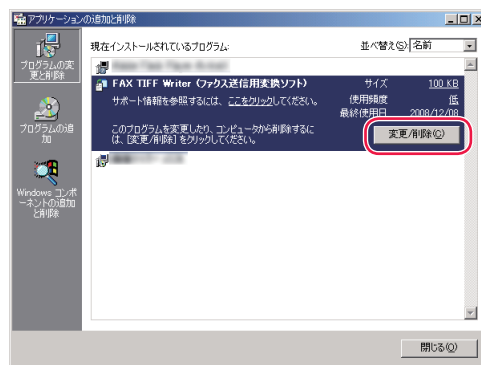 アプリケーションの追加と削除
プログラムの変
更と削除
プログラムの追
加
Windows コンポ
ーネントの追加
と削除
現在インストールされているプログラム:
並べ替え(S): 名前
FAX TIFF Writer (ファクス送信用変換ソフト)
サイズ 100 KB
サポート情報を参照するには、ここをクリックしてください。
使用頻度 低
最終使用日 2008/12/08
このプログラムを変更したり、コンピュータから削除するに
は、[変更/削除] をクリックしてください。
変更/削除(C)
閉じる(O)